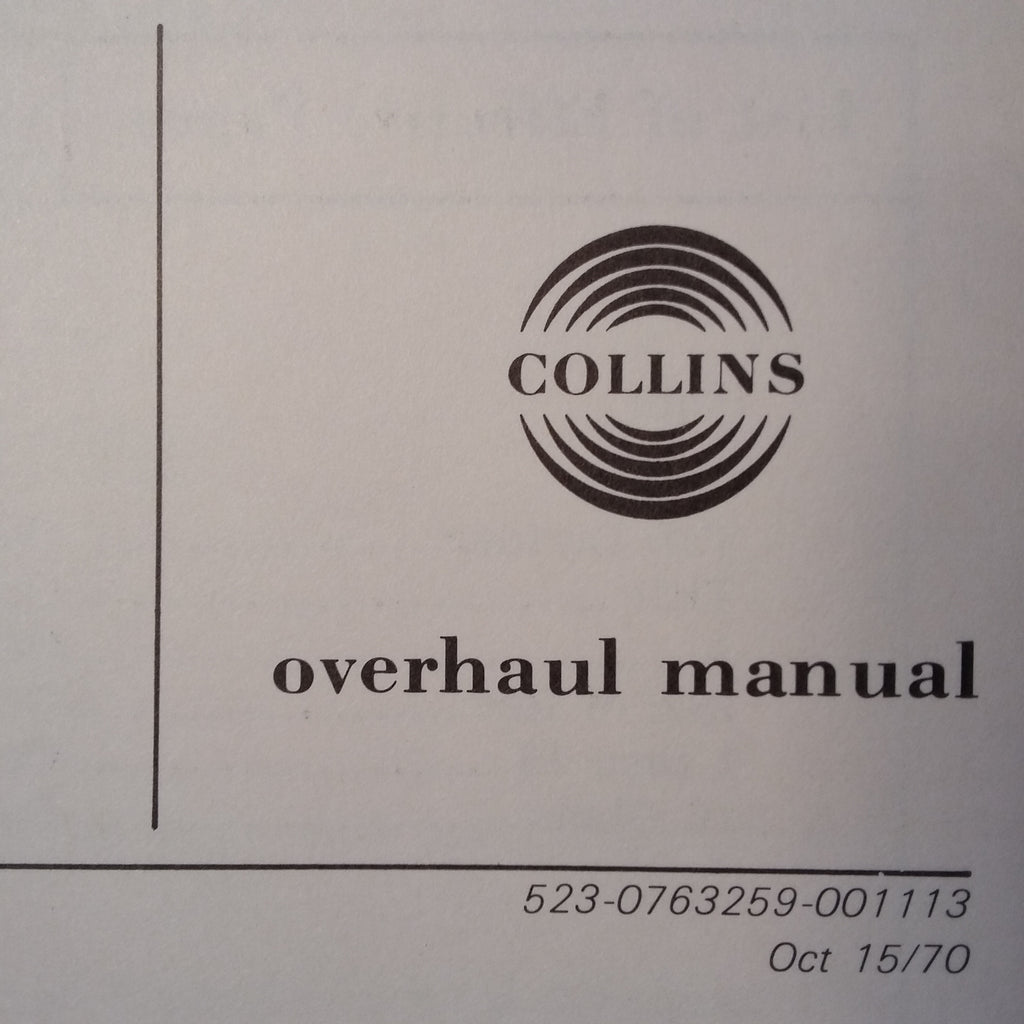 COLLINS
overhaul manual
523-0763259-001113
Oct 15/70